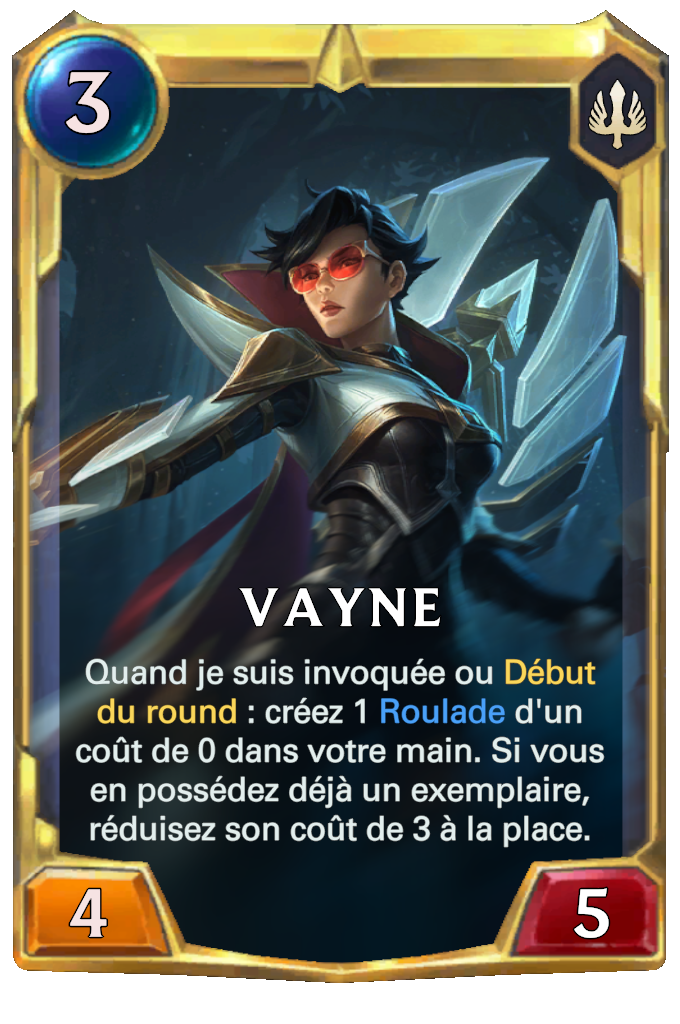 3
VAYNE
Quand je suis invoquée ou Début
du round : créez 1 Roulade d'un
coût de 0 dans votre main. Si vous
en possédez déjà un exemplaire,
réduisez son coût de 3 à la place.
4
5